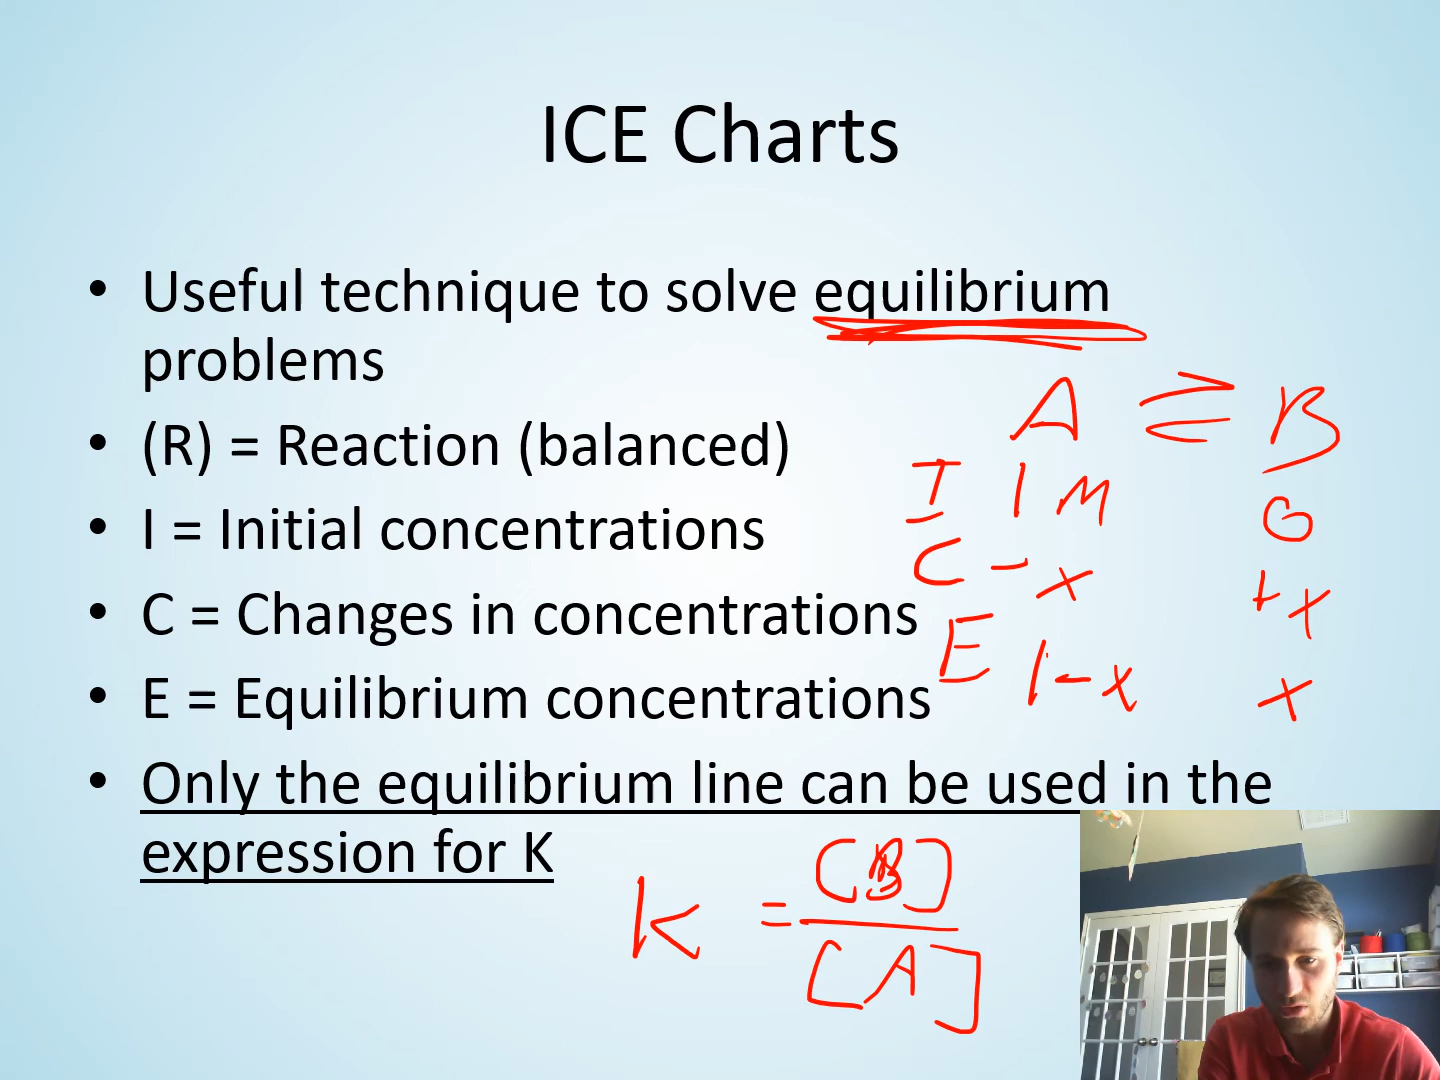 ICE Charts
• Useful technique to solve equilibrium
problems
• (R) = Reaction (balanced)
• I = Initial concentrations
• C = Changes in concentrations
• E = Equilibrium concentrations
• Only the equilibrium line can be used in the
expression for K
A ⇌ B
I 1 M 0
C - x + x
E 1 - x x
K = [B]
[A]